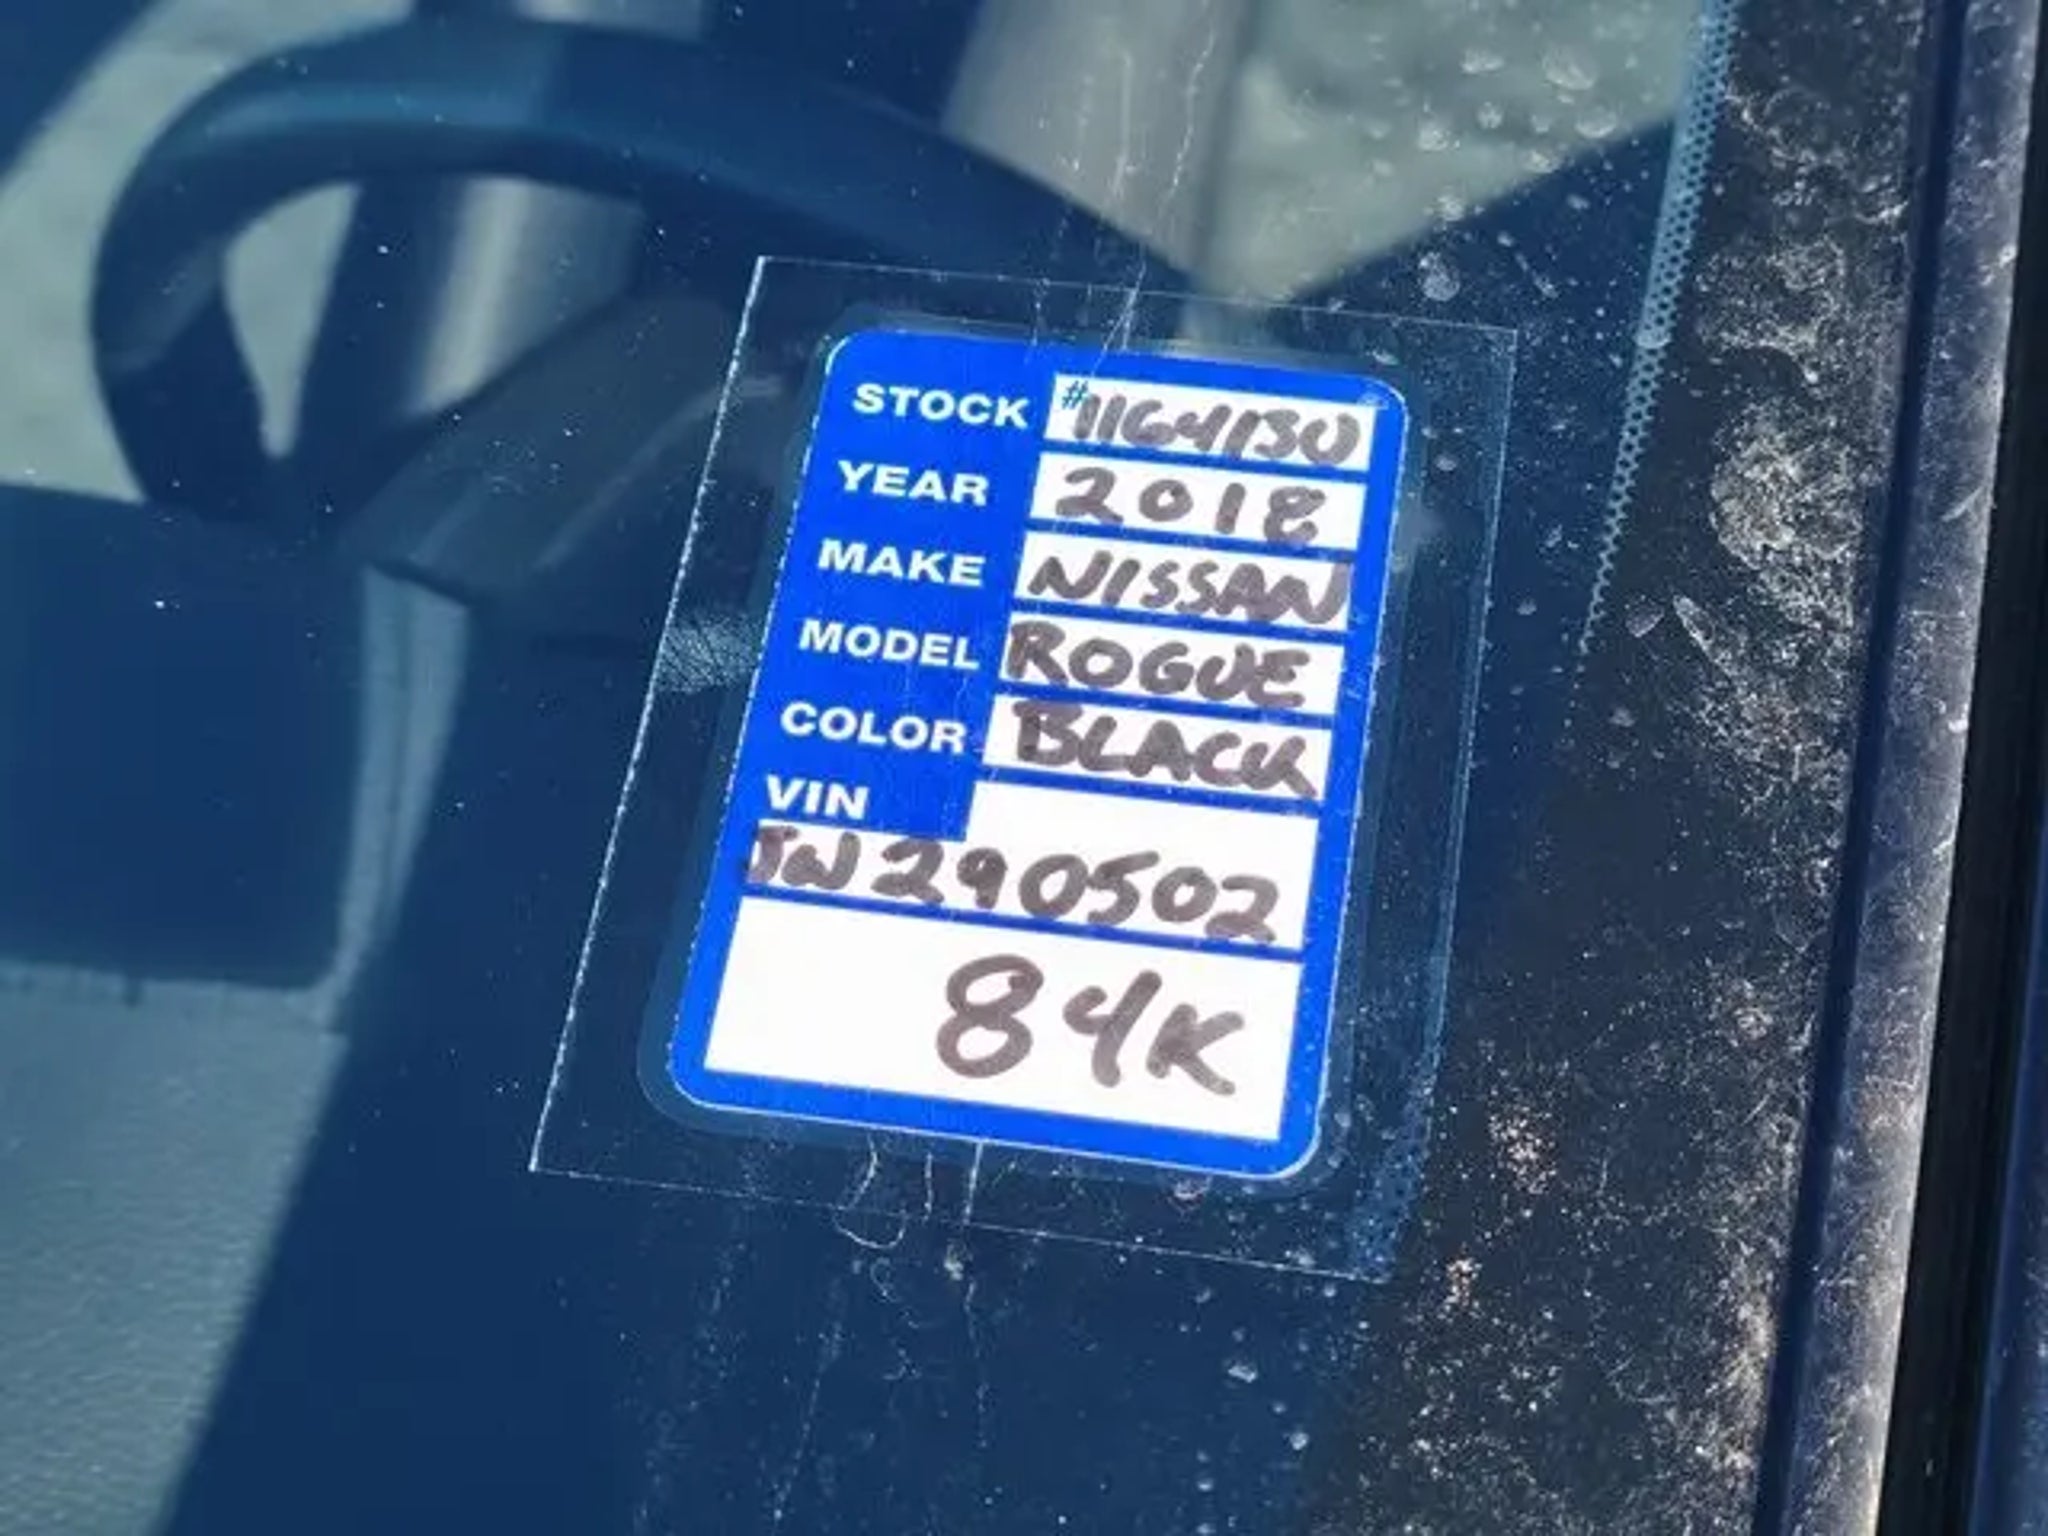 STOCK #1164130
YEAR 2018
MAKE NISSAN
MODEL ROGUE
COLOR BLACK
VIN
JW290502
84K